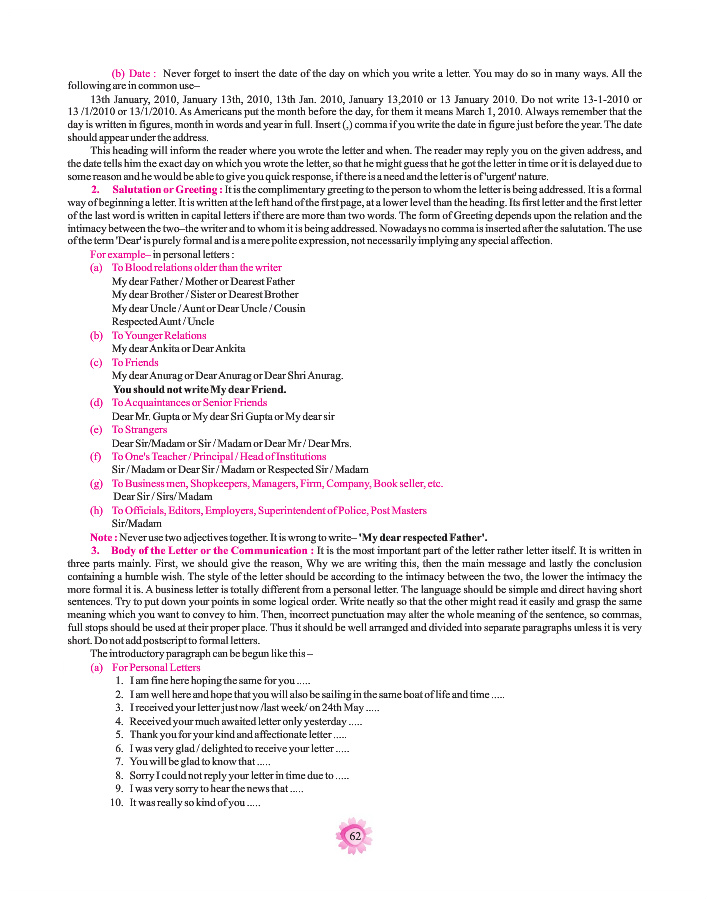 (b) Date : Never forget to insert the date of the day on which you write a letter. You may do so in many ways. All the
following are in common use–
13th January, 2010, January 13th, 2010, 13th Jan. 2010, January 13,2010 or 13 January 2010. Do not write 13-1-2010 or
13 /1/2010 or 13/1/2010. As Americans put the month before the day, for them it means March 1, 2010. Always remember that the
day is written in figures, month in words and year in full. Insert (,) comma if you write the date in figure just before the year. The date
should appear under the address.
This heading will inform the reader where you wrote the letter and when. The reader may reply you on the given address, and
the date tells him the exact day on which you wrote the letter, so that he might guess that he got the letter in time or it is delayed due to
some reason and he would be able to give you quick response, if there is a need and the letter is of 'urgent' nature.
2. Salutation or Greeting : It is the complimentary greeting to the person to whom the letter is being addressed. It is a formal
way of beginning a letter. It is written at the left hand of the first page, at a lower level than the heading. Its first letter and the first letter
of the last word is written in capital letters if there are more than two words. The form of Greeting depends upon the relation and the
intimacy between the two–the writer and to whom it is being addressed. Nowadays no comma is inserted after the salutation. The use
of the term 'Dear' is purely formal and is a mere polite expression, not necessarily implying any special affection.
For example– in personal letters :
(a) To Blood relations older than the writer
My dear Father / Mother or Dearest Father
My dear Brother / Sister or Dearest Brother
My dear Uncle / Aunt or Dear Uncle / Cousin
Respected Aunt / Uncle
(b) To Younger Relations
My dear Ankita or Dear Ankita
(c) To Friends
My dear Anurag or Dear Anurag or Dear Shri Anurag.
You should not write My dear Friend.
(d) To Acquaintances or Senior Friends
Dear Mr. Gupta or My dear Sri Gupta or My dear sir
(e) To Strangers
Dear Sir/Madam or Sir / Madam or Dear Mr / Dear Mrs.
(f) To One's Teacher / Principal / Head of Institutions
Sir / Madam or Dear Sir / Madam or Respected Sir / Madam
(g) To Business men, Shopkeepers, Managers, Firm, Company, Book seller, etc.
Dear Sir / Sirs/ Madam
(h) To Officials, Editors, Employers, Superintendent of Police, Post Masters
Sir/Madam
Note : Never use two adjectives together. It is wrong to write– 'My dear respected Father'.
3. Body of the Letter or the Communication : It is the most important part of the letter rather letter itself. It is written in
three parts mainly. First, we should give the reason, Why we are writing this, then the main message and lastly the conclusion
containing a humble wish. The style of the letter should be according to the intimacy between the two, the lower the intimacy the
more formal it is. A business letter is totally different from a personal letter. The language should be simple and direct having short
sentences. Try to put down your points in some logical order. Write neatly so that the other might read it easily and grasp the same
meaning which you want to convey to him. Then, incorrect punctuation may alter the whole meaning of the sentence, so commas,
full stops should be used at their proper place. Thus it should be well arranged and divided into separate paragraphs unless it is very
short. Do not add postscript to formal letters.
The introductory paragraph can be begun like this –
(a) For Personal Letters
1. I am fine here hoping the same for you .....
2. I am well here and hope that you will also be sailing in the same boat of life and time .....
3. I received your letter just now /last week/ on 24th May .....
4. Received your much awaited letter only yesterday .....
5. Thank you for your kind and affectionate letter .....
6. I was very glad / delighted to receive your letter .....
7. You will be glad to know that .....
8. Sorry I could not reply your letter in time due to .....
9. I was very sorry to hear the news that .....
10. It was really so kind of you .....
62